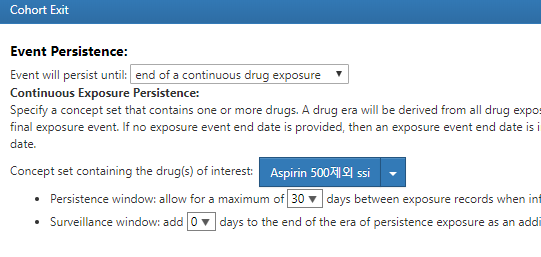 Cohort Exit
Event Persistence:
Event will persist until: end of a continuous drug exposure
Continuous Exposure Persistence:
Specify a concept set that contains one or more drugs. A drug era will be derived from all drug expos
final exposure event. If no exposure event end date is provided, then an exposure event end date is i
date.
Concept set containing the drug(s) of interest: Aspirin 500제외 ssi
• Persistence window: allow for a maximum of 30 days between exposure records when inf
• Surveillance window: add 0 days to the end of the era of persistence exposure as an addi